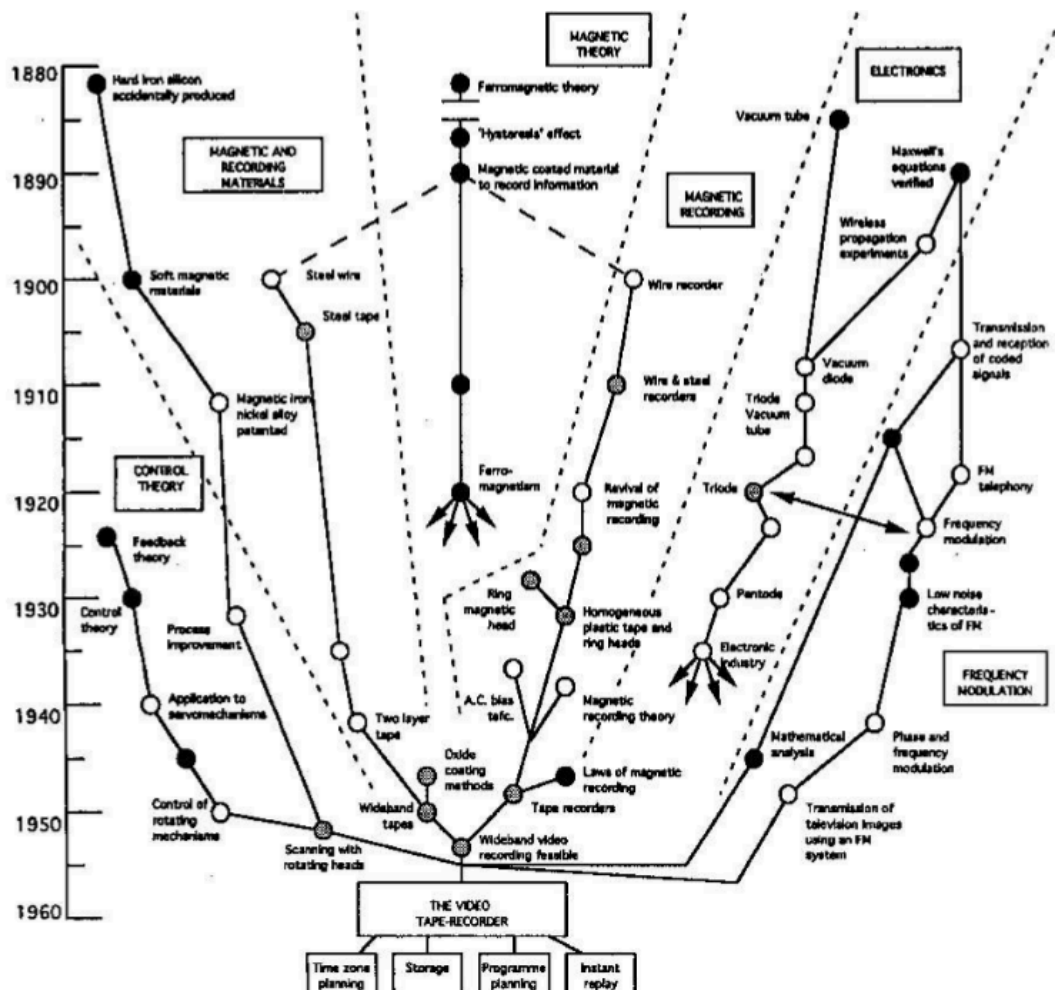 MAGNETIC
THEORY
ELECTRONICS
1880
Hard iron silicon
accidentally produced
Ferromagnetic theory
Vacuum tube
'Hysteresis' effect
MAGNETIC AND
RECORDING
MATERIALS
Maxwell's
equations
verified
1890
Magnetic coated material
to record information
MAGNETIC
RECORDING
Wireless
propagation
experiments
1900
Soft magnetic
materials
Steel wire
Wire recorder
Steel tape
Transmission
and reception
of coded
signals
Vacuum
diode
1910
Wire & steel
recorders
Magnetic iron
nickel alloy
patented
Triode
Vacuum
tube
CONTROL
THEORY
1920
Ferro-
magnetism
Revival of
magnetic
recording
Triode
FM
telephony
Frequency
modulation
Feedback
theory
1930
Control
theory
Ring
magnetic
head
Homogeneous
plastic tape and
ring heads
Pentode
Low noise
characteris-
tics of FM
Process
improvement
Electronic
industry
FREQUENCY
MODULATION
1940
Application to
servomechanisms
A.C. bias
Magnetic
recording theory
Two layer
tape
Mathematical
analysis
Phase and
frequency
modulation
Oxide
coating
methods
Laws of magnetic
recording
1950
Control of
rotating
mechanisms
Wideband
tapes
Tape recorders
Transmission of
television images
using an FM
system
Scanning with
rotating heads
Wideband video
recording feasible
1960
THE VIDEO
TAPE-RECORDER
Time zone
planning
Storage
Programme
planning
Instant
replay